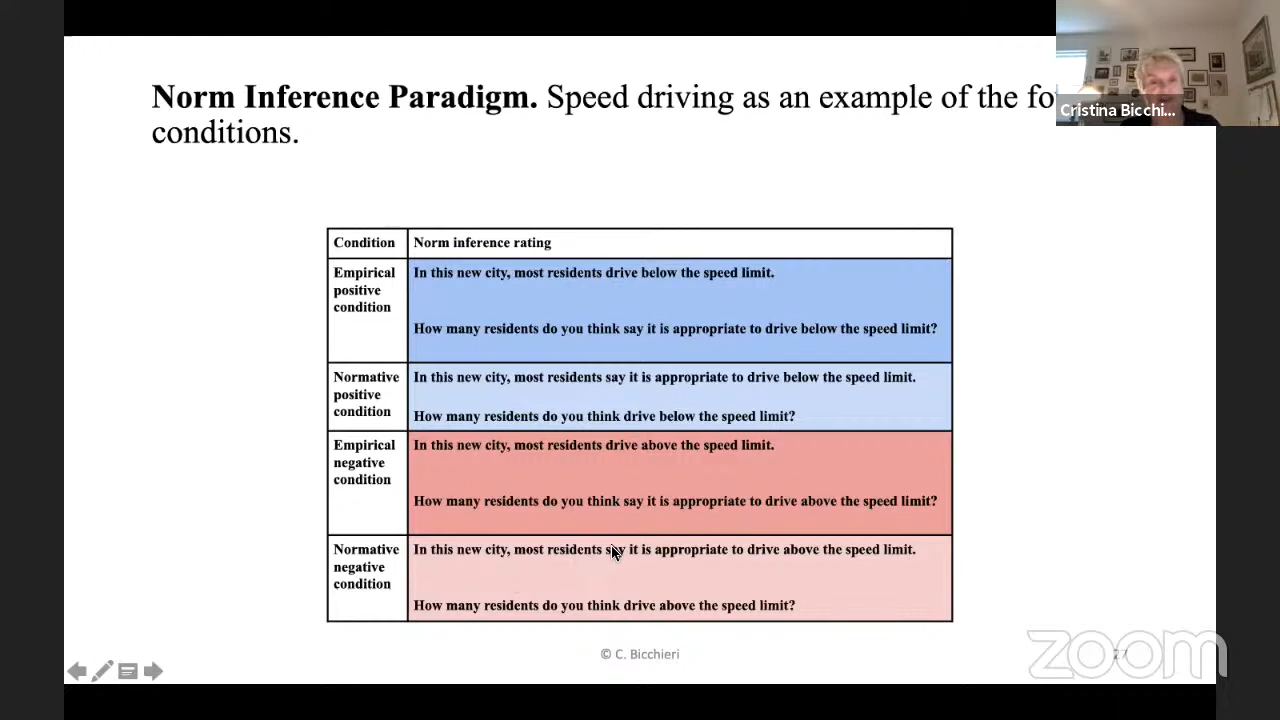 Norm Inference Paradigm. Speed driving as an example of the fo
conditions.
Cristina Bicchi...
Condition
Norm inference rating
Empirical
positive
condition
In this new city, most residents drive below the speed limit.
How many residents do you think say it is appropriate to drive below the speed limit?
Normative
positive
condition
In this new city, most residents say it is appropriate to drive below the speed limit.
How many residents do you think drive below the speed limit?
Empirical
negative
condition
In this new city, most residents drive above the speed limit.
How many residents do you think say it is appropriate to drive above the speed limit?
Normative
negative
condition
In this new city, most residents say it is appropriate to drive above the speed limit.
How many residents do you think drive above the speed limit?
© C. Bicchieri
27
zoom